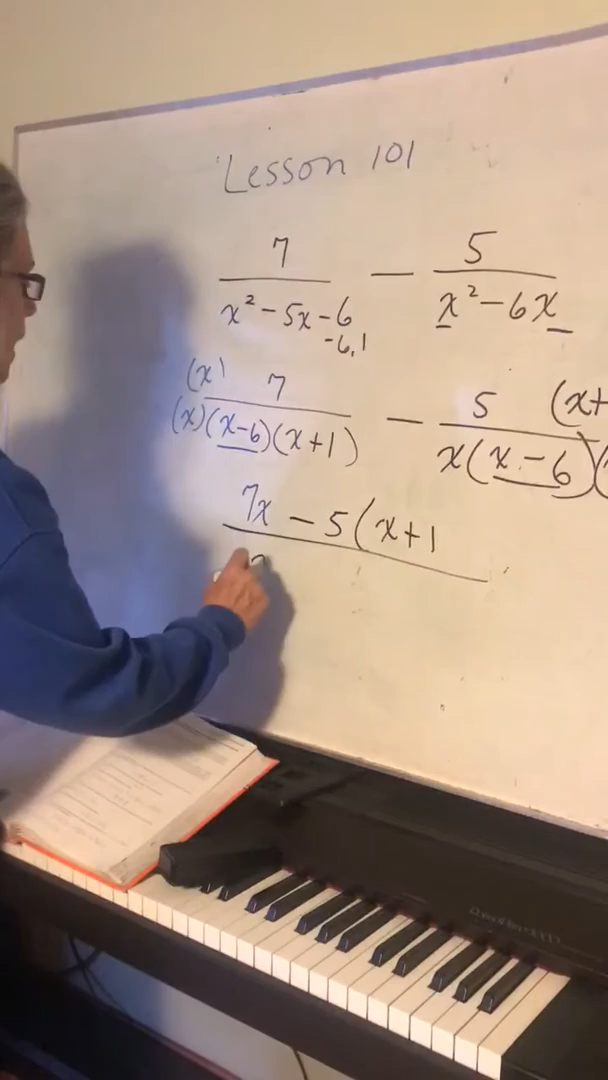 Lesson 101
7 — 5
x² - 5x - 6 x² - 6x
-6, 1
(x) 7 — 5 (x+
(x)(x-6)(x+1) x(x-6)(
7x - 5(x+1